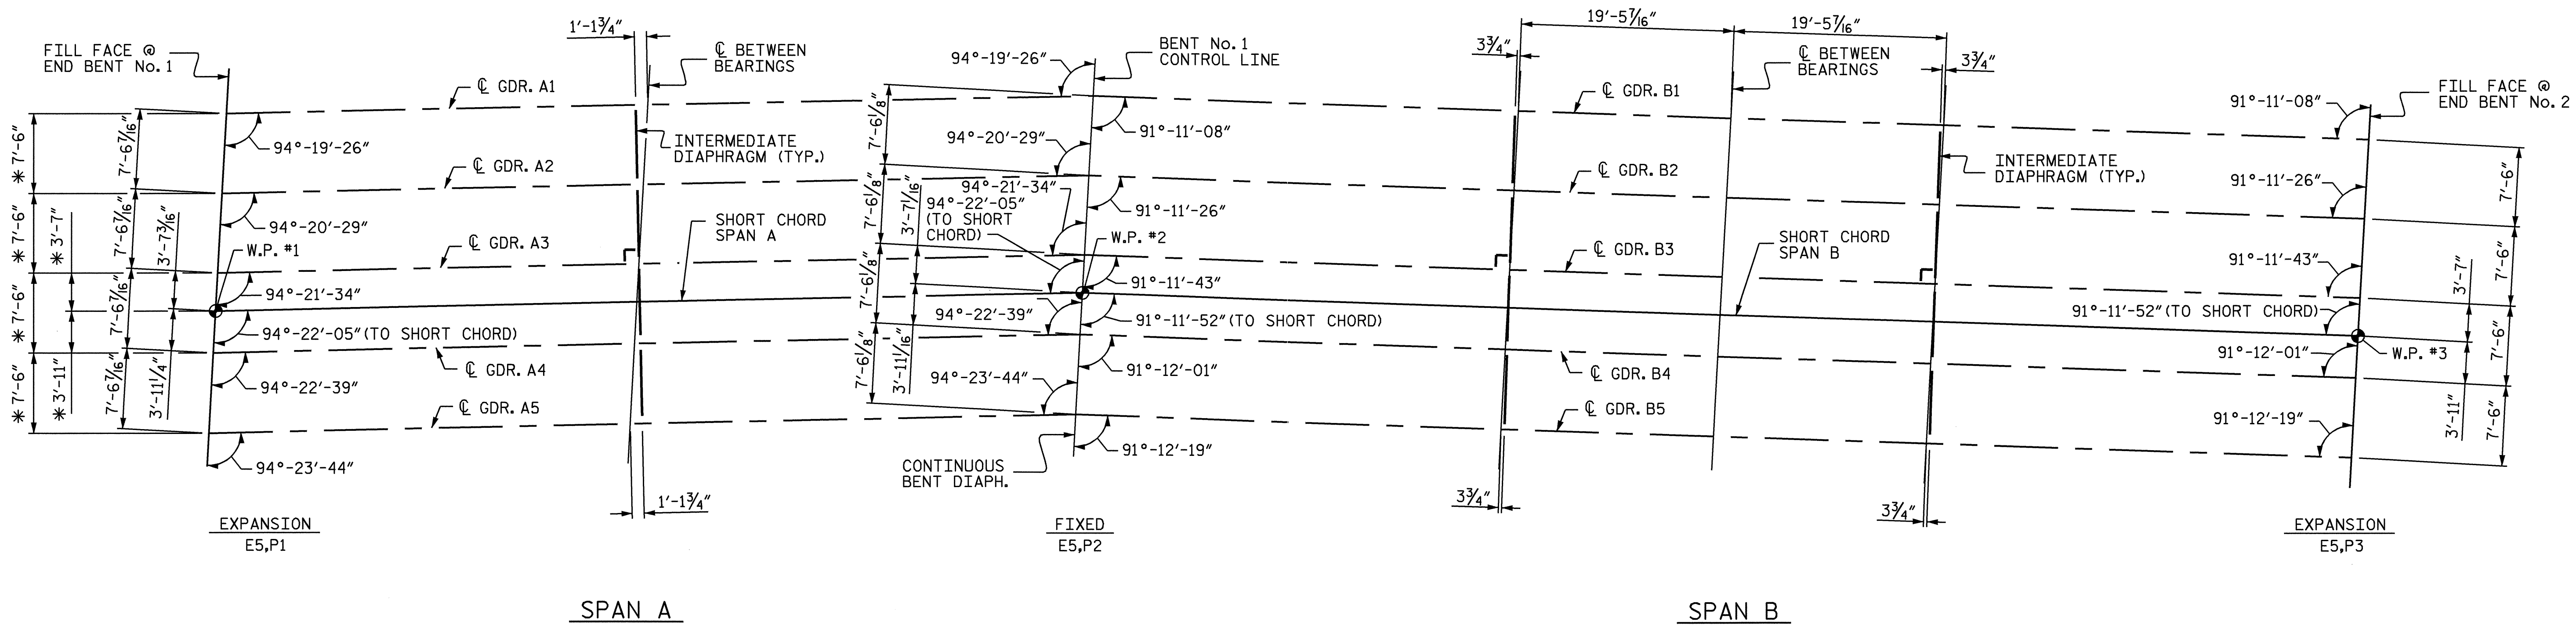 FILL FACE @
END BENT No. 1
1'-1¾"
℄ BETWEEN
BEARINGS
℄ GDR. A1
94°-19'-26"
BENT No. 1
CONTROL LINE
19'-5⁷⁄₁₆"
19'-5⁷⁄₁₆"
3¾"
3¾"
℄ BETWEEN
BEARINGS
℄ GDR. B1
FILL FACE @
END BENT No. 2
91°-11'-08"
✳ 7'-6"
7'-6⁷⁄₁₆"
94°-19'-26"
INTERMEDIATE
DIAPHRAGM (TYP.)
7'-6⅛"
94°-20'-29"
91°-11'-08"
℄ GDR. A2
℄ GDR. B2
INTERMEDIATE
DIAPHRAGM (TYP.)
91°-11'-26"
7'-6"
✳ 7'-6"
✳ 3'-7"
7'-6⁷⁄₁₆"
3'-7³⁄₁₆"
94°-20'-29"
SHORT CHORD
SPAN A
7'-6⅛"
3'-7¹⁄₁₆"
94°-21'-34"
94°-22'-05"
(TO SHORT
CHORD)
91°-11'-26"
W.P. #1
℄ GDR. A3
W.P. #2
℄ GDR. B3
SHORT CHORD
SPAN B
91°-11'-43"
7'-6"
3'-7"
✳ 7'-6"
7'-6⁷⁄₁₆"
94°-21'-34"
94°-22'-05" (TO SHORT CHORD)
7'-6⅛"
91°-11'-43"
94°-22'-39"
91°-11'-52" (TO SHORT CHORD)
91°-11'-52" (TO SHORT CHORD)
W.P. #3
7'-6"
✳ 7'-6"
✳ 3'-11"
7'-6⁷⁄₁₆"
3'-11¼"
℄ GDR. A4
94°-22'-39"
7'-6⅛"
3'-11¹⁄₁₆"
94°-23'-44"
91°-12'-01"
℄ GDR. B4
91°-12'-01"
3'-11"
7'-6"
℄ GDR. A5
℄ GDR. B5
91°-12'-19"
94°-23'-44"
91°-12'-19"
CONTINUOUS
BENT DIAPH.
1'-1¾"
3¾"
3¾"
EXPANSION
E5,P1
FIXED
E5,P2
EXPANSION
E5,P3
SPAN A
SPAN B